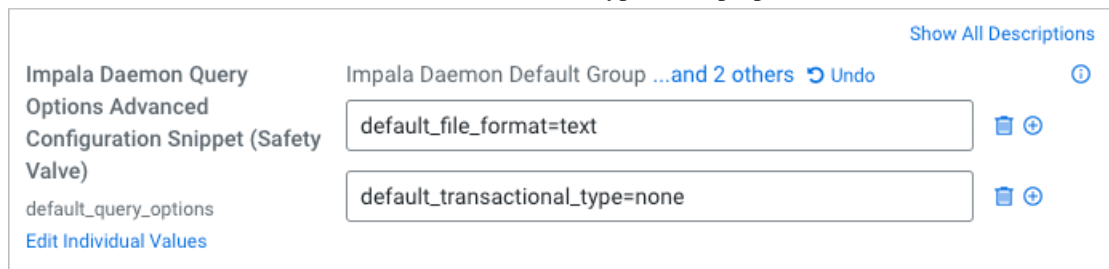 Show All Descriptions
Impala Daemon Query
Options Advanced
Configuration Snippet (Safety
Valve)
default_query_options
Edit Individual Values
Impala Daemon Default Group ...and 2 others Undo
default_file_format=text
default_transactional_type=none